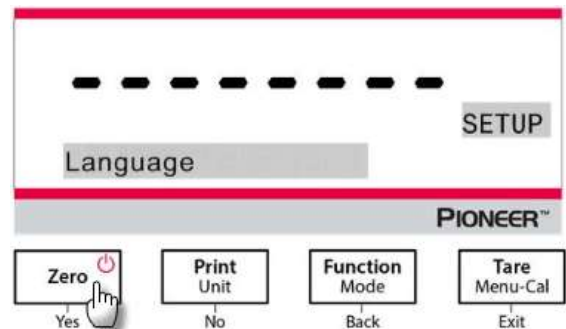 --------
SETUP
Language
PIONEER™
Zero Print Function Tare
Unit Mode Menu-Cal
Yes No Back Exit